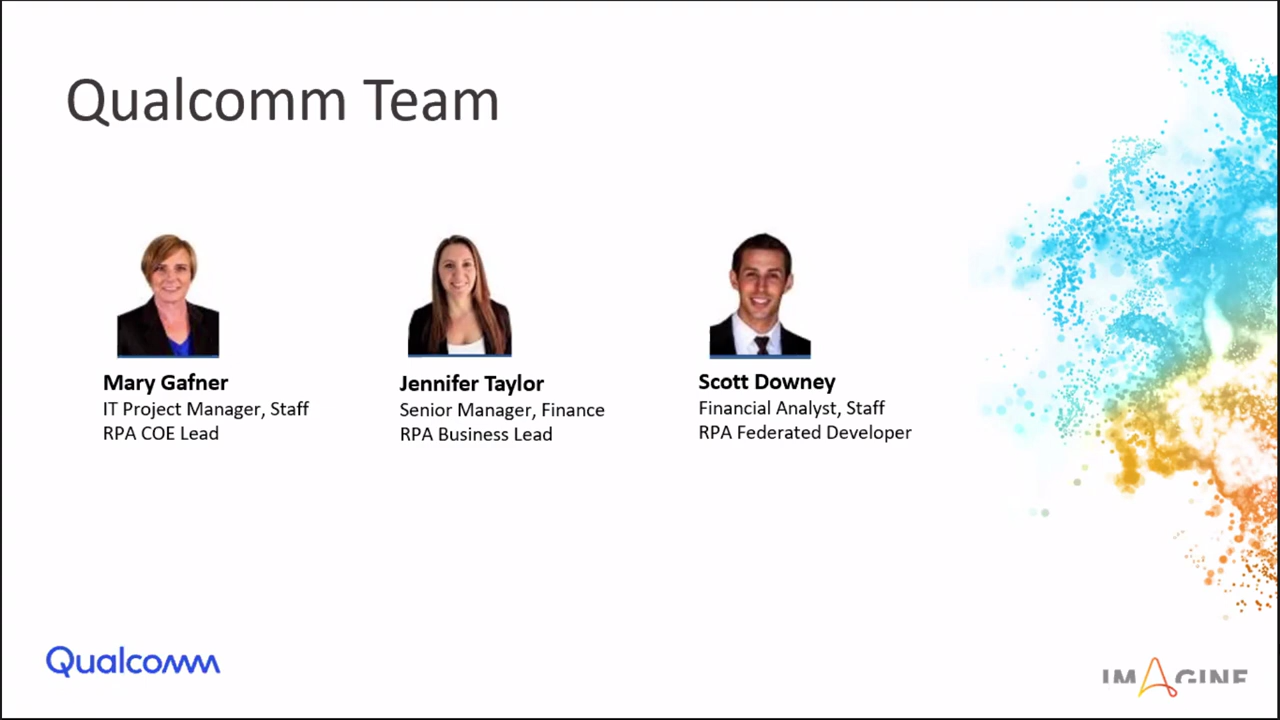 Qualcomm Team
Mary Gafner
IT Project Manager, Staff
RPA COE Lead
Jennifer Taylor
Senior Manager, Finance
RPA Business Lead
Scott Downey
Financial Analyst, Staff
RPA Federated Developer
Qualcomm
IMAGINE